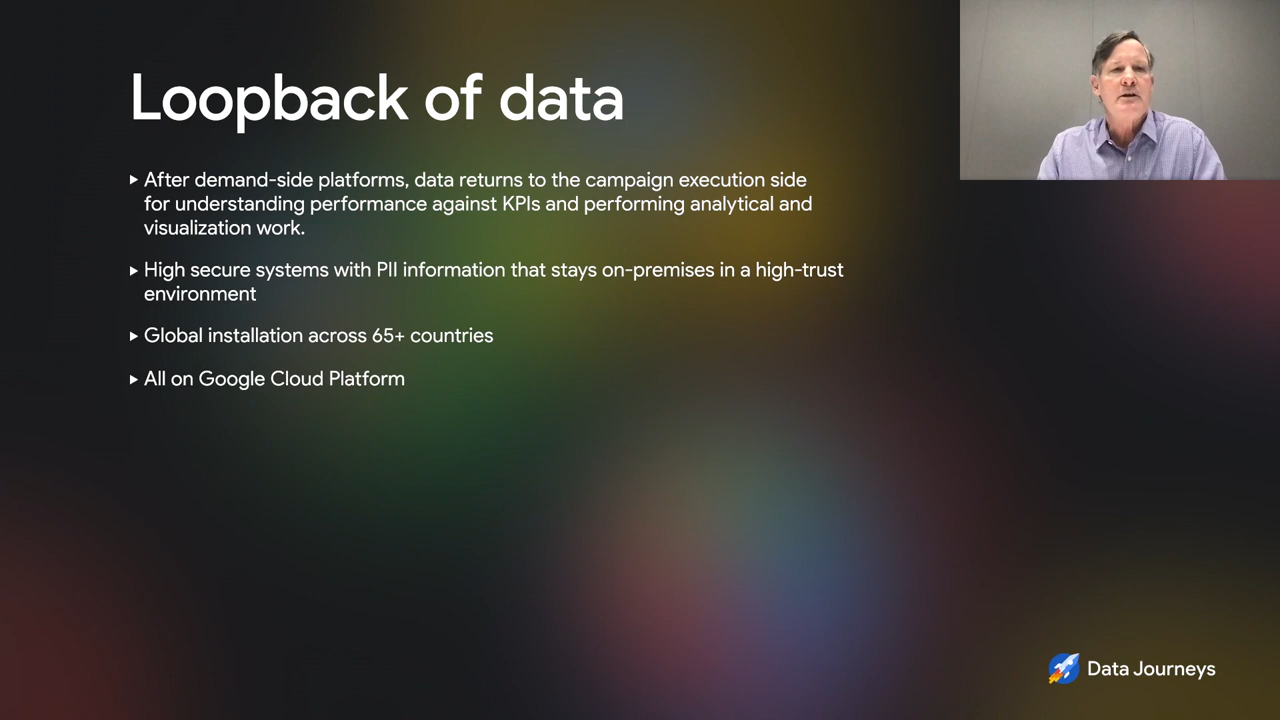 Loopback of data
▸ After demand-side platforms, data returns to the campaign execution side
for understanding performance against KPIs and performing analytical and
visualization work.
▸ High secure systems with PII information that stays on-premises in a high-trust
environment
▸ Global installation across 65+ countries
▸ All on Google Cloud Platform
Data Journeys